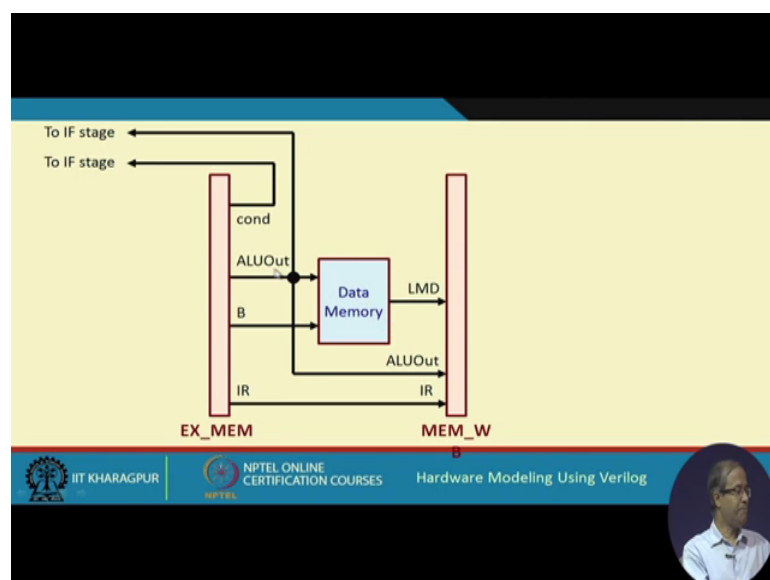 To IF stage
To IF stage
cond
ALUOut
Data
Memory
LMD
B
ALUOut
IR
IR
EX_MEM
MEM_W
B
IIT KHARAGPUR
NPTEL
NPTEL ONLINE
CERTIFICATION COURSES
Hardware Modeling Using Verilog